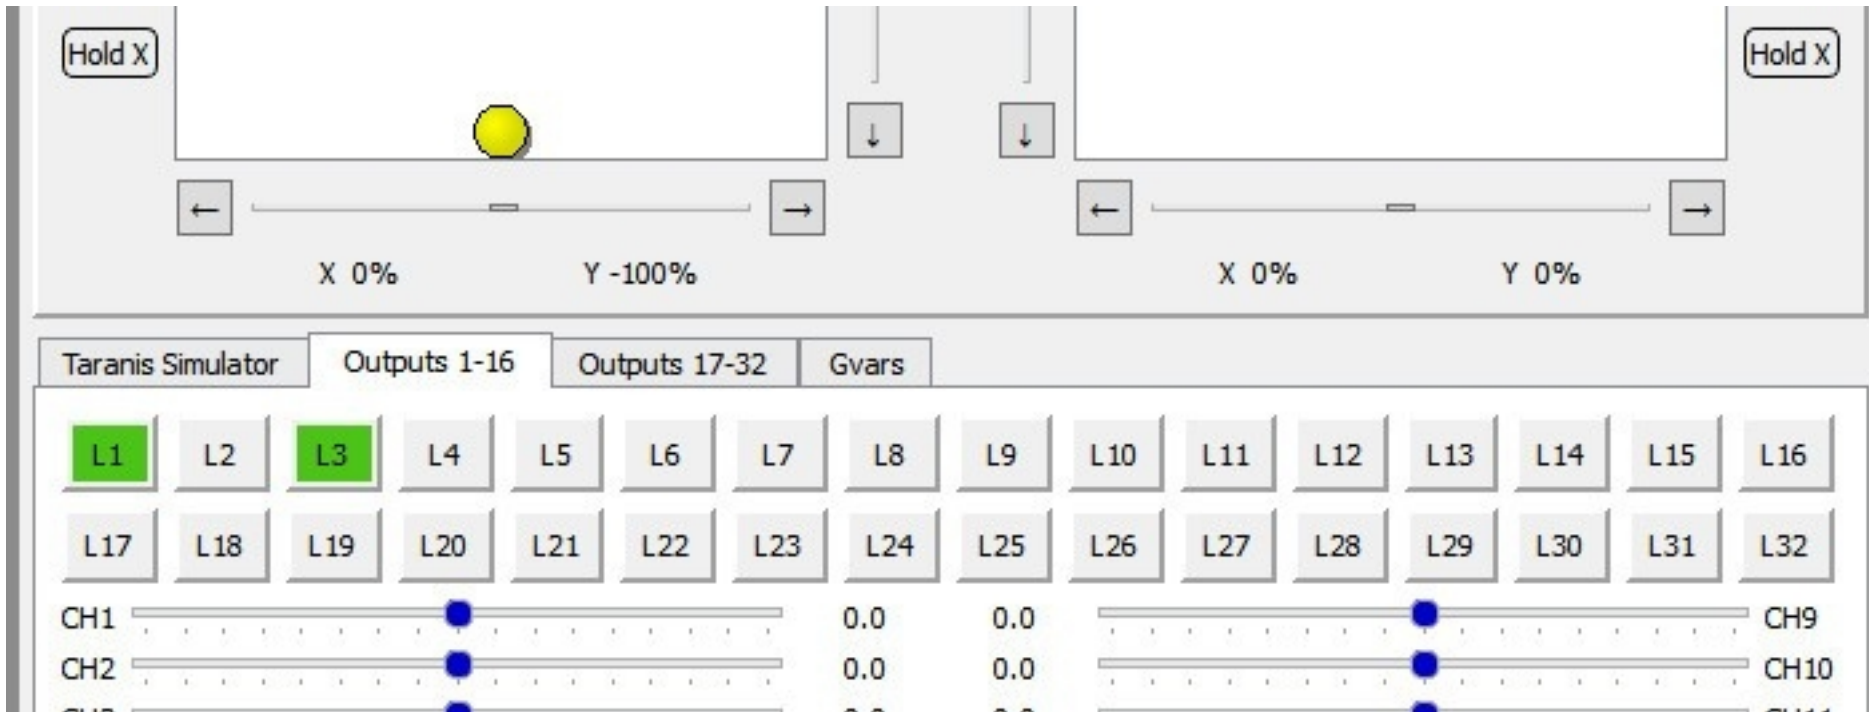 Hold X Hold X
↓ ↓
← → ← →
X 0% Y -100% X 0% Y 0%
Taranis Simulator Outputs 1-16 Outputs 17-32 Gvars
L1 L2 L3 L4 L5 L6 L7 L8 L9 L10 L11 L12 L13 L14 L15 L16
L17 L18 L19 L20 L21 L22 L23 L24 L25 L26 L27 L28 L29 L30 L31 L32
CH1 0.0 0.0 CH9
CH2 0.0 0.0 CH10